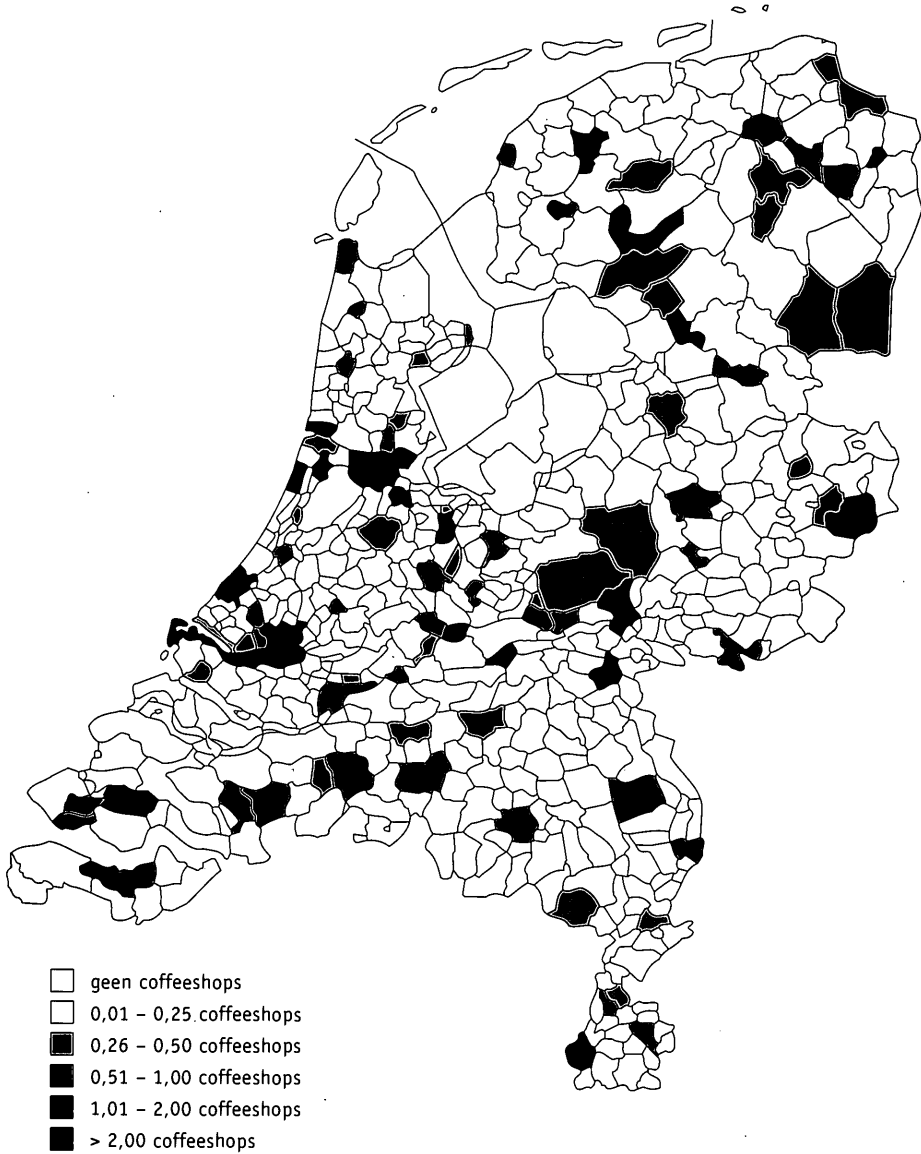 geen coffeeshops
0,01 – 0,25 coffeeshops
0,26 – 0,50 coffeeshops
0,51 – 1,00 coffeeshops
1,01 – 2,00 coffeeshops
> 2,00 coffeeshops